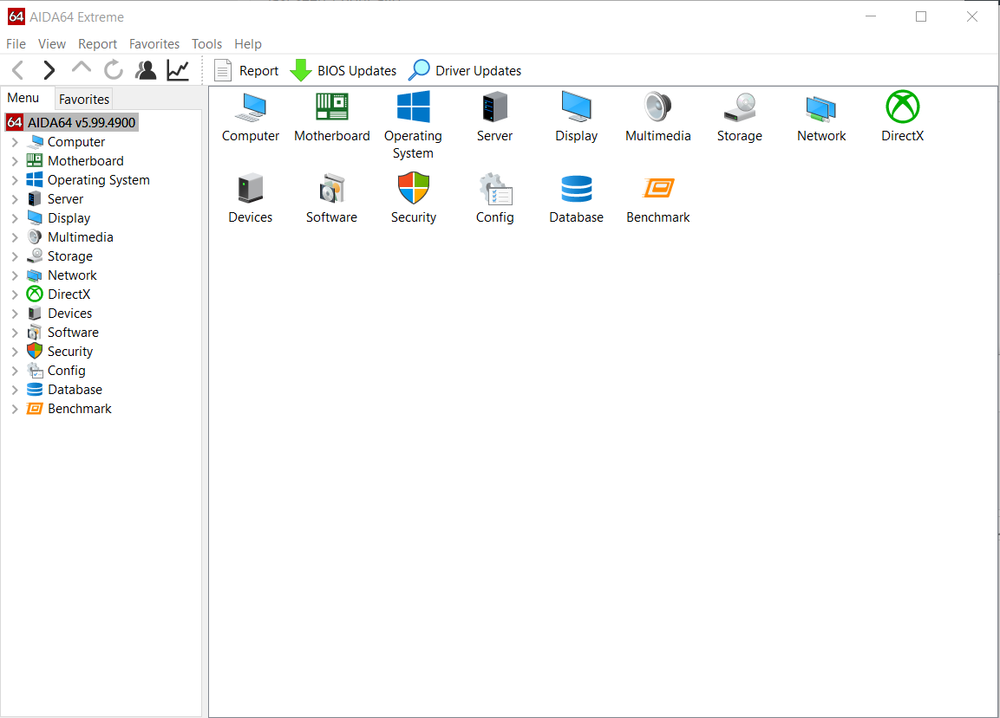 64 AIDA64 Extreme
File View Report Favorites Tools Help
Report BIOS Updates Driver Updates
Menu Favorites
64 AIDA64 v5.99.4900
Computer
Motherboard
Operating System
Server
Display
Multimedia
Storage
Network
DirectX
Devices
Software
Security
Config
Database
Benchmark
Computer Motherboard Operating System Server Display Multimedia Storage Network DirectX
Devices Software Security Config Database Benchmark